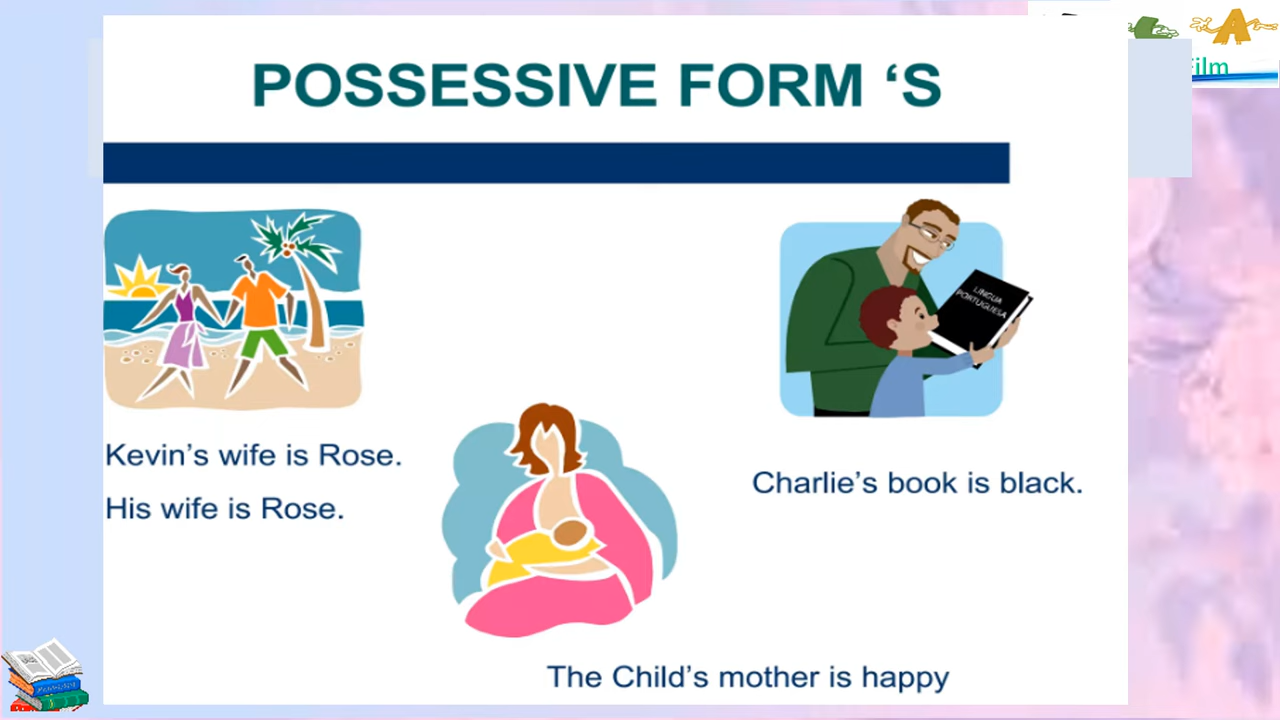 POSSESSIVE FORM ‘S
Film
LINGUA
PORTUGUESA
Kevin’s wife is Rose.
His wife is Rose.
Charlie’s book is black.
The Child’s mother is happy